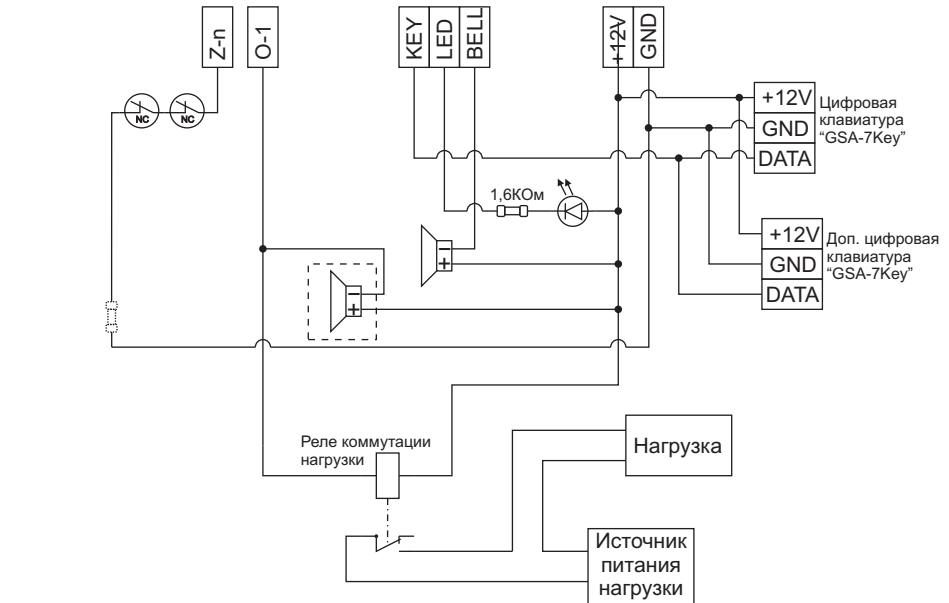 Z-n
O-1
KEY
LED
BELL
+12V
GND
NC
NC
+12V
GND
DATA
Цифровая
клавиатура
“GSA-7Key”
1,6КОм
+12V
GND
DATA
Доп. цифровая
клавиатура
“GSA-7Key”
Реле коммутации
нагрузки
Нагрузка
Источник
питания
нагрузки